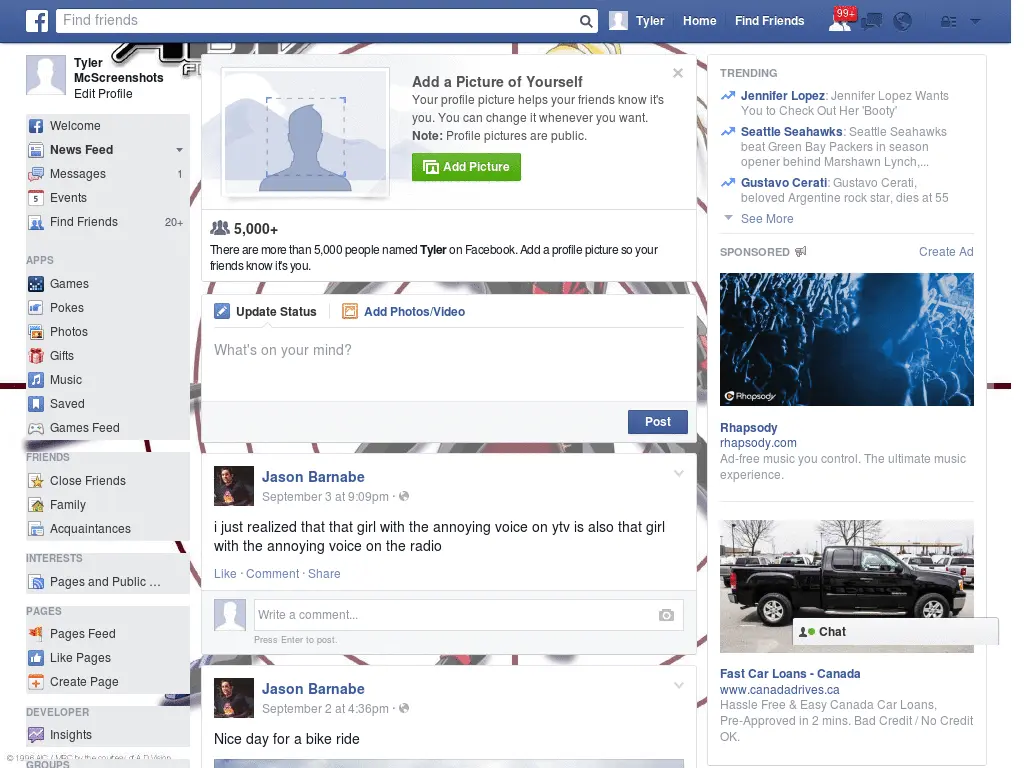 Find friends
Tyler
Home
Find Friends
99+
Tyler
McScreenshots
Edit Profile
Welcome
News Feed
Messages 1
Events
Find Friends 20+
APPS
Games
Pokes
Photos
Gifts
Music
Saved
Games Feed
FRIENDS
Close Friends
Family
Acquaintances
INTERESTS
Pages and Public ...
PAGES
Pages Feed
Like Pages
Create Page
DEVELOPER
Insights
GROUPS
Add a Picture of Yourself
Your profile picture helps your friends know it's
you. You can change it whenever you want.
Note: Profile pictures are public.
Add Picture
5,000+
There are more than 5,000 people named Tyler on Facebook. Add a profile picture so your
friends know it's you.
Update Status
Add Photos/Video
What's on your mind?
Post
Jason Barnabe
September 3 at 9:09pm ·
i just realized that that girl with the annoying voice on ytv is also that girl
with the annoying voice on the radio
Like · Comment · Share
Write a comment...
Press Enter to post.
Jason Barnabe
September 2 at 4:36pm ·
Nice day for a bike ride
TRENDING
Jennifer Lopez: Jennifer Lopez Wants
You to Check Out Her 'Booty'
Seattle Seahawks: Seattle Seahawks
beat Green Bay Packers in season
opener behind Marshawn Lynch,...
Gustavo Cerati: Gustavo Cerati,
beloved Argentine rock star, dies at 55
See More
SPONSORED
Create Ad
Rhapsody
Rhapsody
rhapsody.com
Ad-free music you control. The ultimate music
experience.
Chat
Fast Car Loans - Canada
www.canadadrives.ca
Hassle Free & Easy Canada Car Loans,
Pre-Approved in 2 mins. Bad Credit / No Credit
OK.